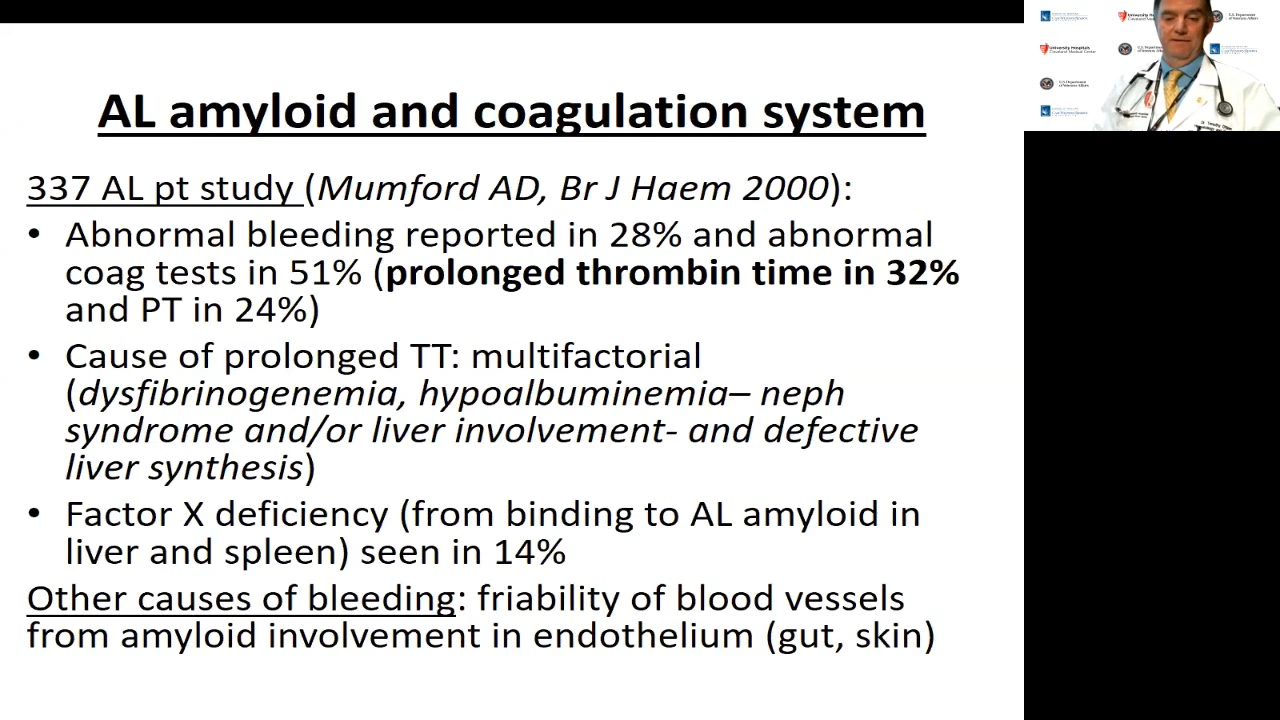 AL amyloid and coagulation system
337 AL pt study (Mumford AD, Br J Haem 2000):
• Abnormal bleeding reported in 28% and abnormal
coag tests in 51% (prolonged thrombin time in 32%
and PT in 24%)
• Cause of prolonged TT: multifactorial
(dysfibrinogenemia, hypoalbuminemia– neph
syndrome and/or liver involvement- and defective
liver synthesis)
• Factor X deficiency (from binding to AL amyloid in
liver and spleen) seen in 14%
Other causes of bleeding: friability of blood vessels
from amyloid involvement in endothelium (gut, skin)
University Hospitals